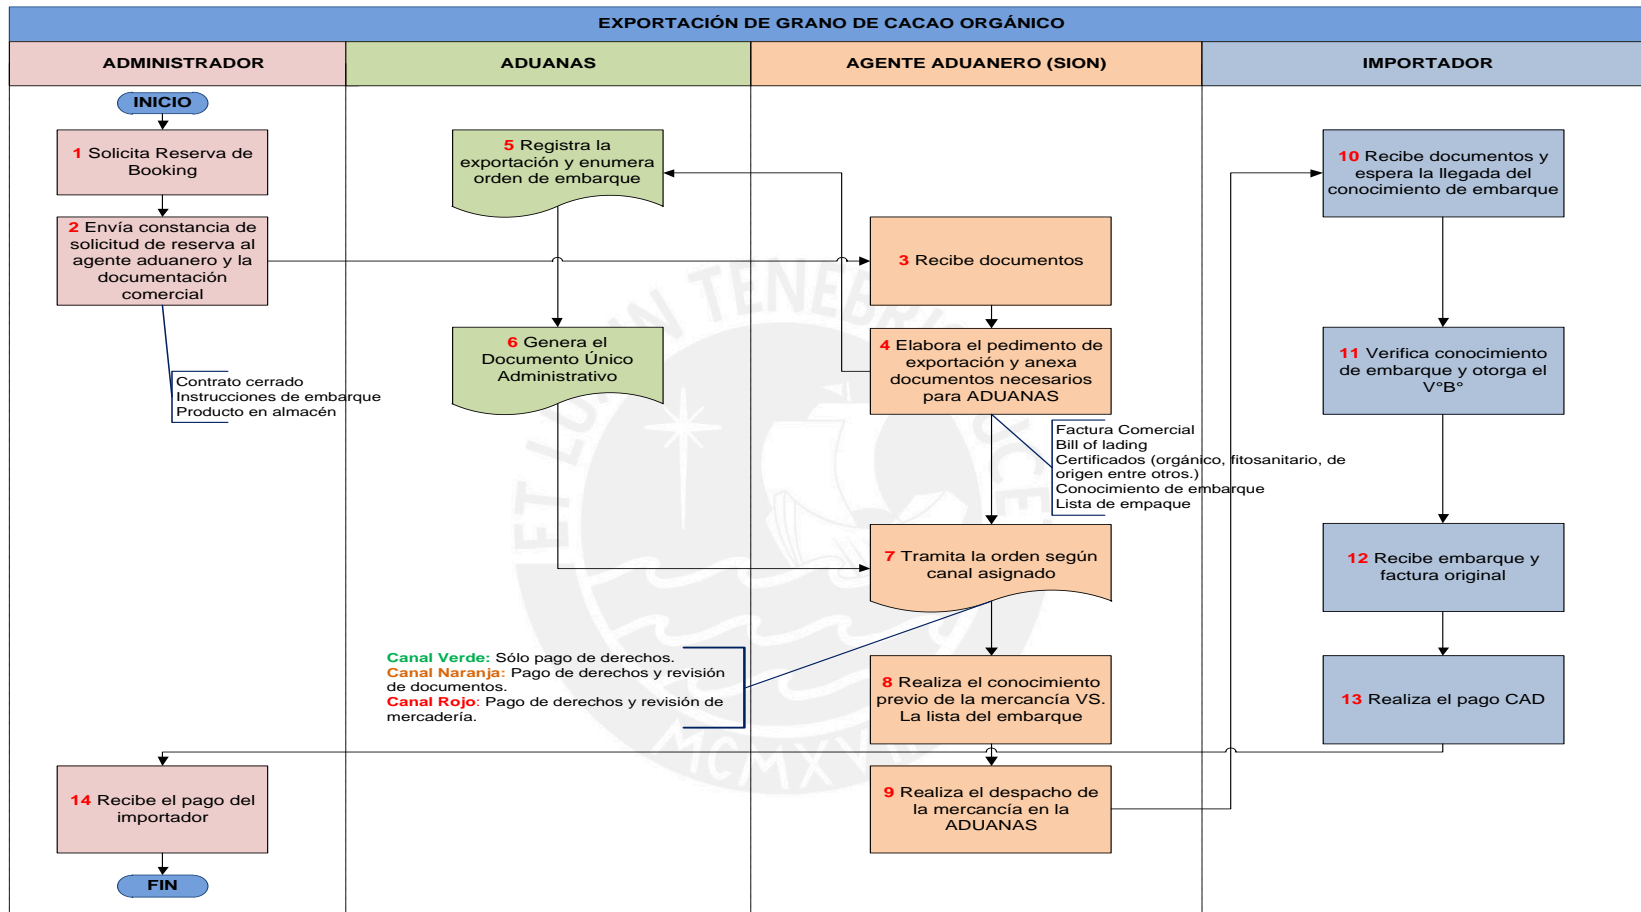 EXPORTACIÓN DE GRANO DE CACAO ORGÁNICO
ADMINISTRADOR
ADUANAS
AGENTE ADUANERO (SION)
IMPORTADOR
INICIO
1 Solicita Reserva de
Booking
2 Envía constancia de
solicitud de reserva al
agente aduanero y la
documentación
comercial
Contrato cerrado
Instrucciones de embarque
Producto en almacén
5 Registra la
exportación y enumera
orden de embarque
6 Genera el
Documento Único
Administrativo
3 Recibe documentos
4 Elabora el pedimento de
exportación y anexa
documentos necesarios
para ADUANAS
Factura Comercial
Bill of lading
Certificados (orgánico, fitosanitario, de
origen entre otros.)
Conocimiento de embarque
Lista de empaque
7 Tramita la orden según
canal asignado
Canal Verde: Sólo pago de derechos.
Canal Naranja: Pago de derechos y revisión
de documentos.
Canal Rojo: Pago de derechos y revisión de
mercadería.
8 Realiza el conocimiento
previo de la mercancía VS.
La lista del embarque
9 Realiza el despacho de
la mercancía en la
ADUANAS
10 Recibe documentos y
espera la llegada del
conocimiento de embarque
11 Verifica conocimiento
de embarque y otorga el
V°B°
12 Recibe embarque y
factura original
13 Realiza el pago CAD
14 Recibe el pago del
importador
FIN